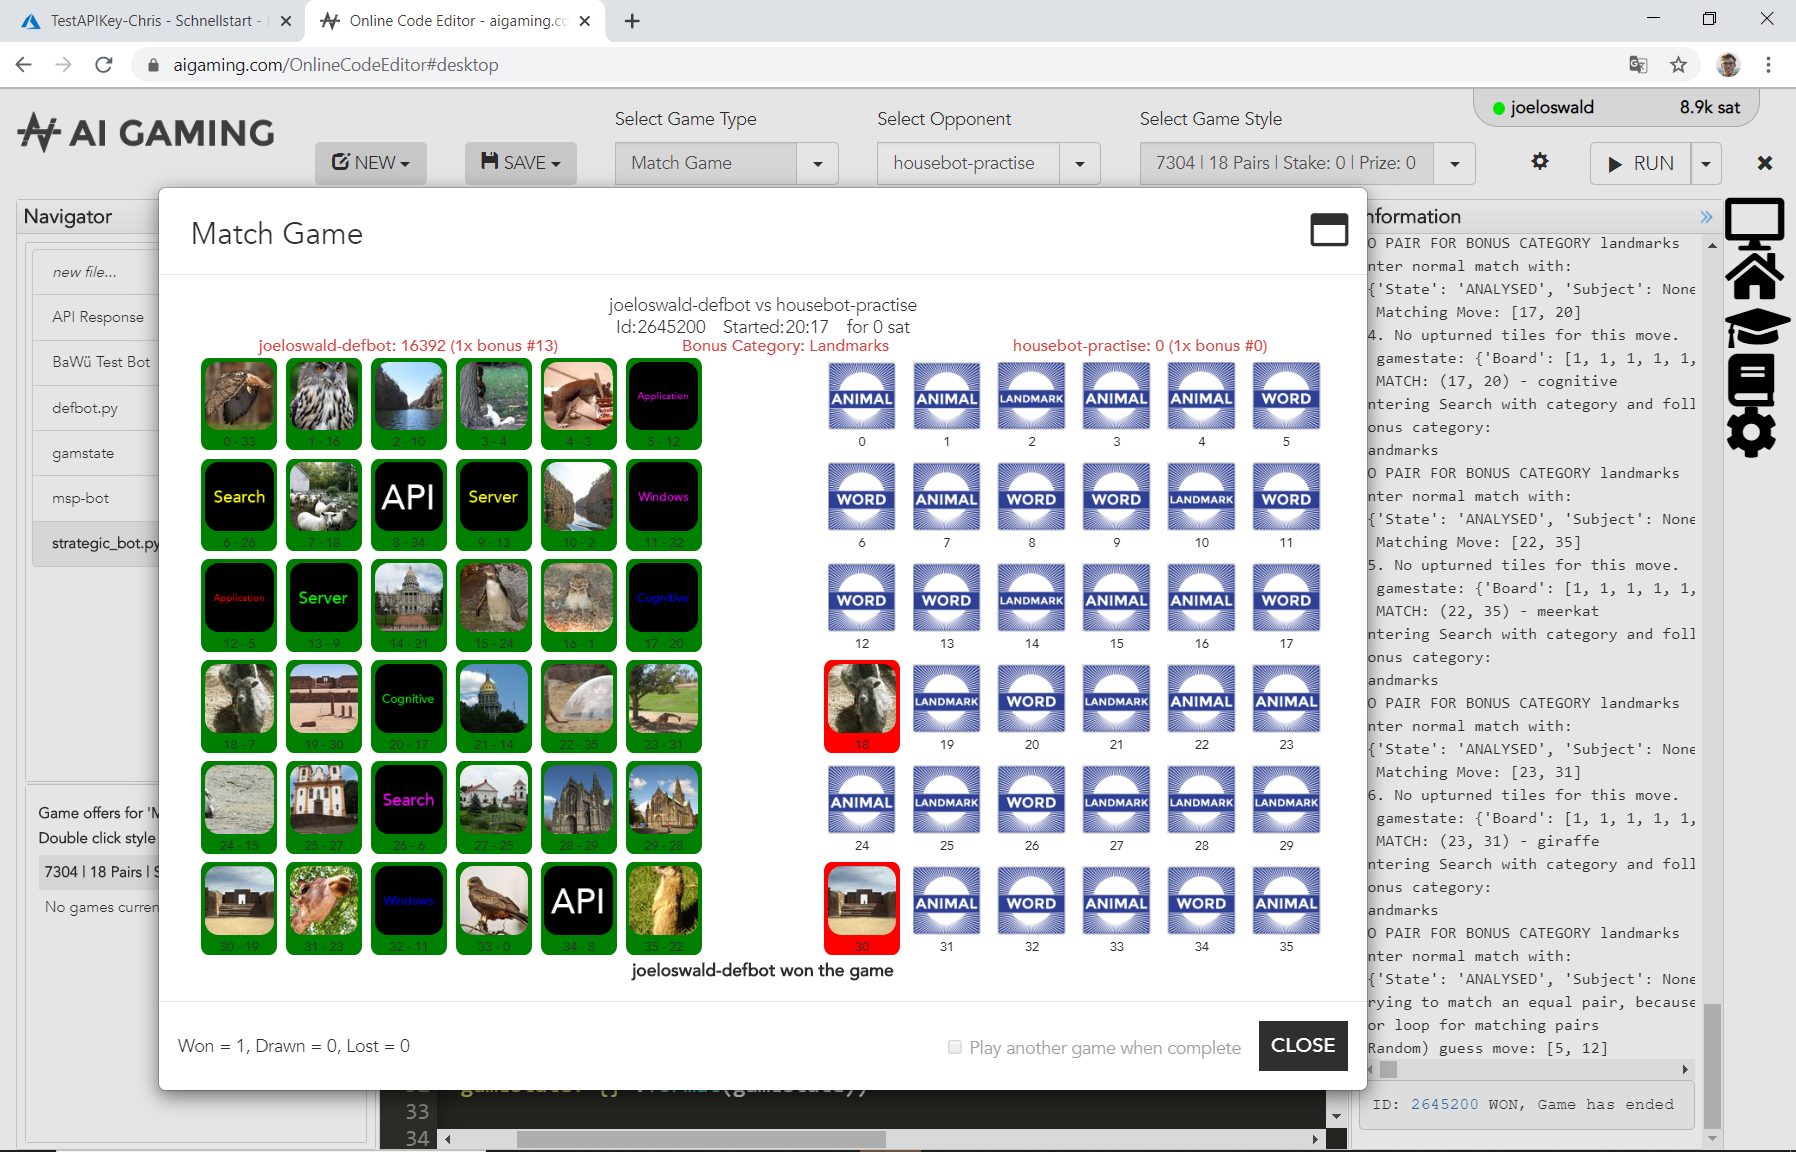 TestAPIKey-Chris - Schnellstart -
Online Code Editor - aigaming.co
aigaming.com/OnlineCodeEditor#desktop
AI GAMING
NEW
SAVE
Select Game Type
Match Game
Select Opponent
housebot-practise
Select Game Style
7304 | 18 Pairs | Stake: 0 | Prize: 0
joeloswald 8.9k sat
RUN
Navigator
new file...
API Response
BaWü Test Bot
defbot.py
gamstate
msp-bot
strategic_bot.py
Game offers for 'M
Double click style
7304 | 18 Pairs | S
No games curren
Match Game
joeloswald-defbot vs housebot-practise
Id:2645200 Started:20:17 for 0 sat
joeloswald-defbot: 16392 (1x bonus #13)
Bonus Category: Landmarks
housebot-practise: 0 (1x bonus #0)
Application
0 - 33 1 - 16 2 - 10 3 - 4 4 - 3 5 - 12
Search API Server Windows
6 - 26 7 - 18 8 - 34 9 - 13 10 - 2 11 - 32
Application Server Cognitive
12 - 5 13 - 9 14 - 21 15 - 24 16 - 1 17 - 20
Cognitive
18 - 7 19 - 30 20 - 17 21 - 14 22 - 35 23 - 31
Search
24 - 15 25 - 27 26 - 6 27 - 25 28 - 29 29 - 28
Windows API
30 - 19 31 - 23 32 - 11 33 - 0 34 - 8 35 - 22
ANIMAL ANIMAL LANDMARK ANIMAL ANIMAL WORD
0 1 2 3 4 5
WORD ANIMAL WORD WORD LANDMARK WORD
6 7 8 9 10 11
WORD WORD LANDMARK ANIMAL ANIMAL WORD
12 13 14 15 16 17
LANDMARK WORD LANDMARK ANIMAL ANIMAL
18 19 20 21 22 23
ANIMAL LANDMARK WORD LANDMARK LANDMARK LANDMARK
24 25 26 27 28 29
ANIMAL WORD ANIMAL WORD ANIMAL
30 31 32 33 34 35
joeloswald-defbot won the game
Won = 1, Drawn = 0, Lost = 0
Play another game when complete
CLOSE
33
34
nformation
O PAIR FOR BONUS CATEGORY landmarks
nter normal match with:
{'State': 'ANALYSED', 'Subject': None
Matching Move: [17, 20]
4. No upturned tiles for this move.
gamestate: {'Board': [1, 1, 1, 1, 1,
MATCH: (17, 20) - cognitive
ntering Search with category and foll
onus category:
andmarks
O PAIR FOR BONUS CATEGORY landmarks
nter normal match with:
{'State': 'ANALYSED', 'Subject': None
Matching Move: [22, 35]
5. No upturned tiles for this move.
gamestate: {'Board': [1, 1, 1, 1, 1,
MATCH: (22, 35) - meerkat
ntering Search with category and foll
onus category:
andmarks
O PAIR FOR BONUS CATEGORY landmarks
nter normal match with:
{'State': 'ANALYSED', 'Subject': None
Matching Move: [23, 31]
6. No upturned tiles for this move.
gamestate: {'Board': [1, 1, 1, 1, 1,
MATCH: (23, 31) - giraffe
ntering Search with category and foll
onus category:
andmarks
O PAIR FOR BONUS CATEGORY landmarks
nter normal match with:
{'State': 'ANALYSED', 'Subject': None
rying to match an equal pair, because
or loop for matching pairs
Random) guess move: [5, 12]
ID: 2645200 WON, Game has ended